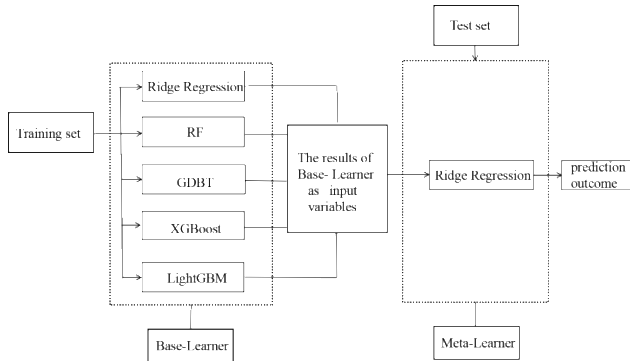 Test set
Training set
Ridge Regression
RF
GDBT
XGBoost
LightGBM
Base-Learner
The results of
Base- Learner
as input
variables
Ridge Regression
Meta-Learner
prediction
outcome